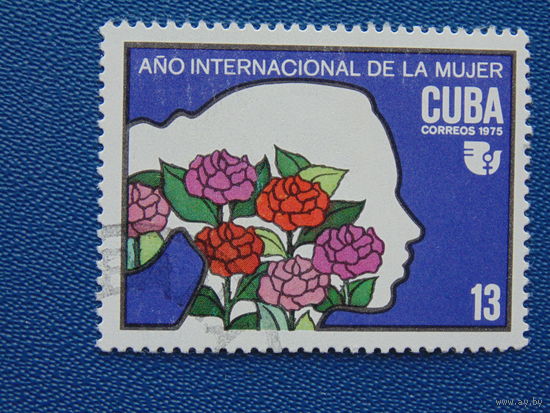 AÑO INTERNACIONAL DE LA MUJER
CUBA
CORREOS 1975
13
www.ay.by